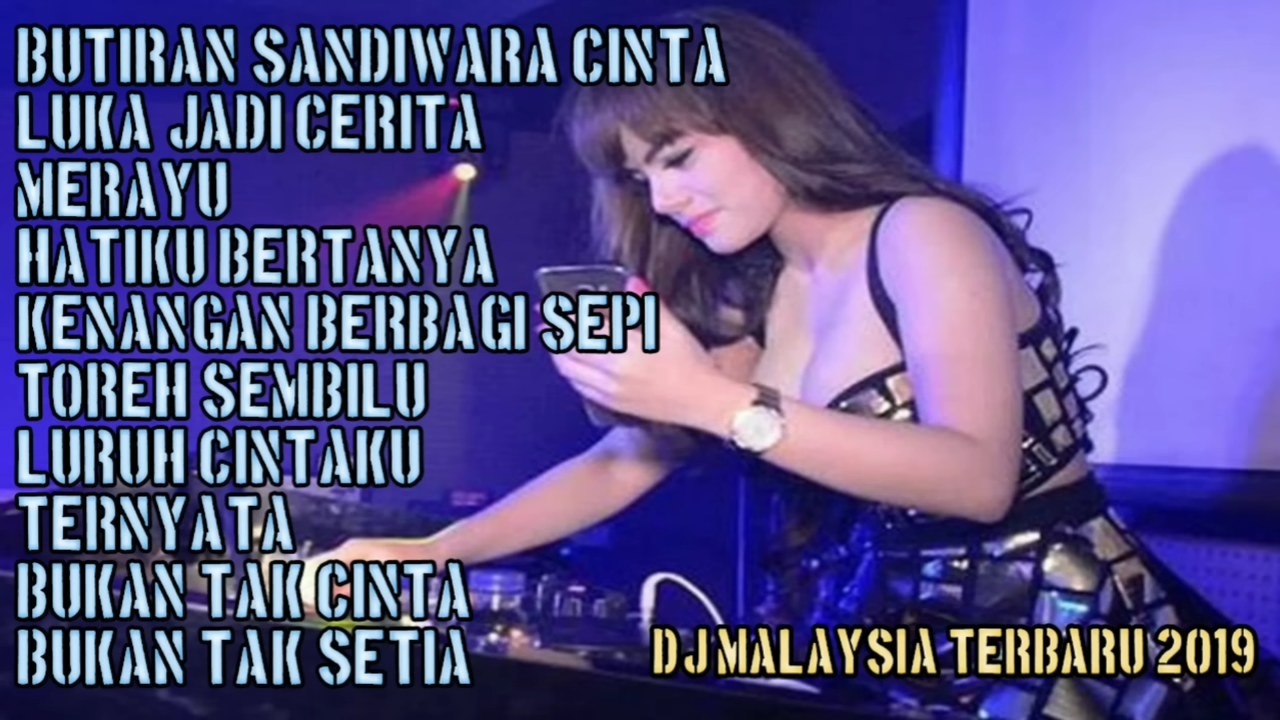 BUTIRAN SANDIWARA CINTA
LUKA JADI CERITA
MERAYU
HATIKU BERTANYA
KENANGAN BERBAGI SEPI
TOREH SEMBILU
LURUH CINTAKU
TERNYATA
BUKAN TAK CINTA
BUKAN TAK SETIA
DJ MALAYSIA TERBARU 2019